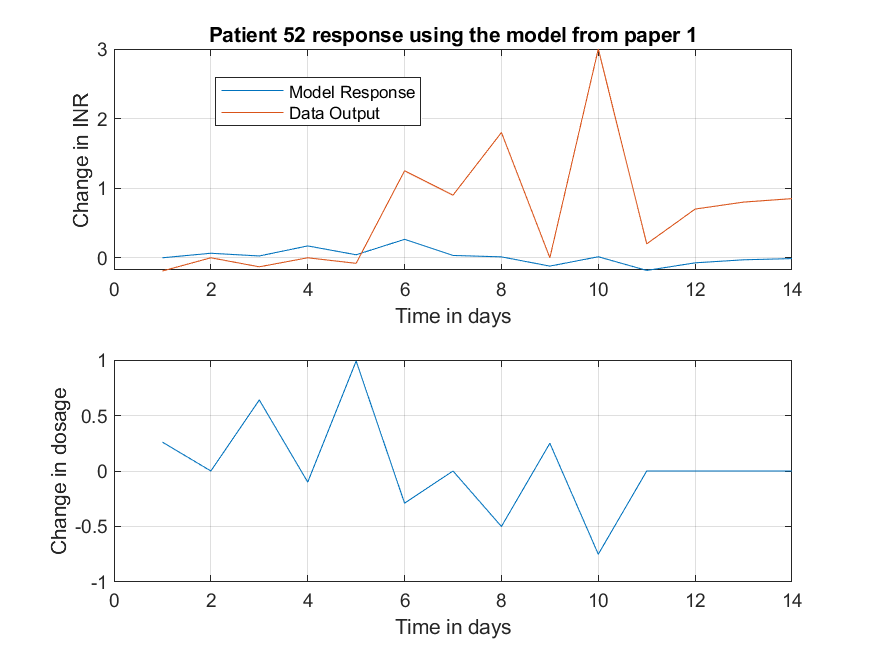 Patient 52 response using the model from paper 1
3
2
1
0
Change in INR
Model Response
Data Output
0 2 4 6 8 10 12 14
Time in days
1
0.5
0
-0.5
-1
Change in dosage
0 2 4 6 8 10 12 14
Time in days